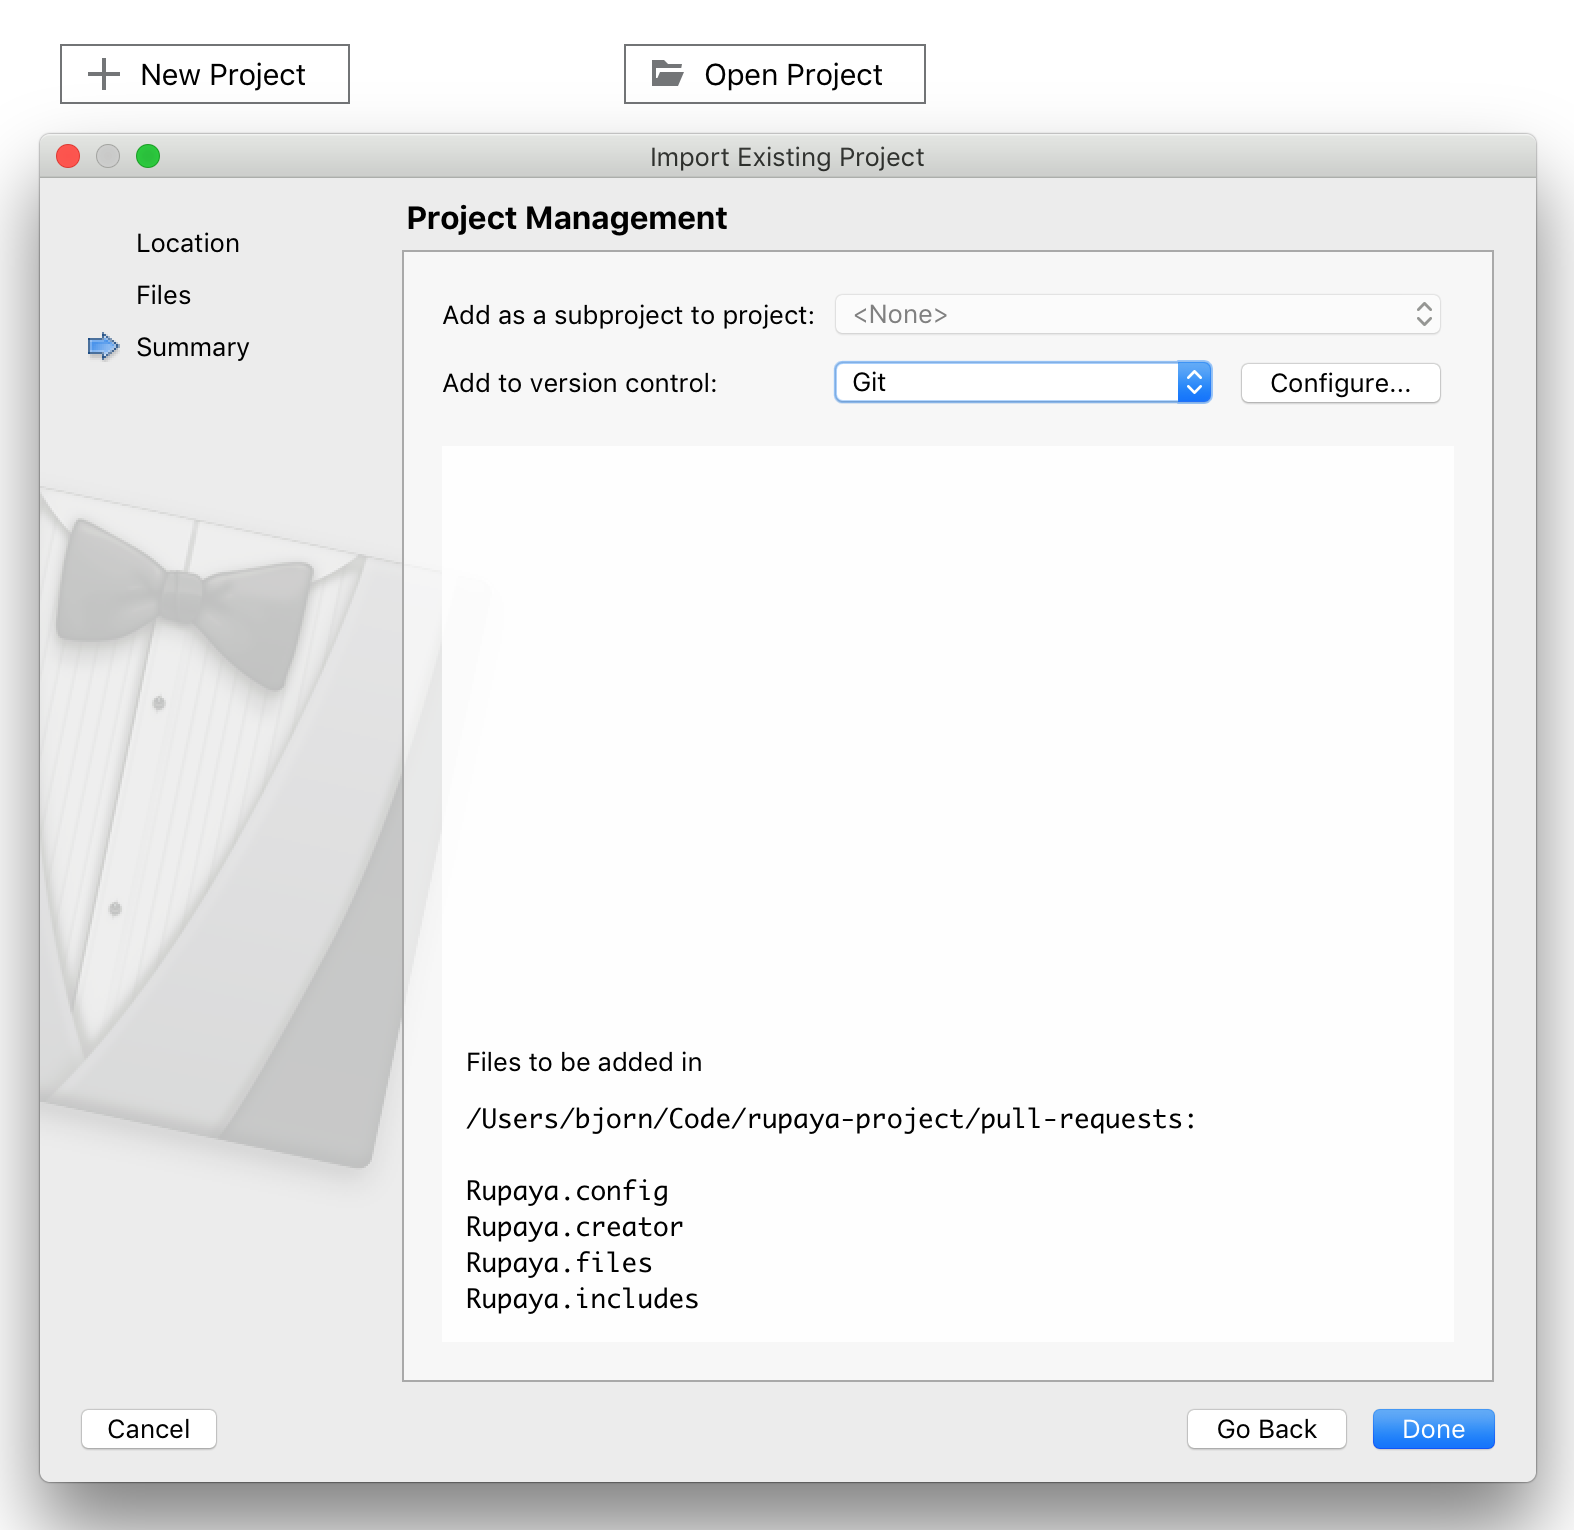 New Project
Open Project
Import Existing Project
Location
Files
Summary
Project Management
Add as a subproject to project: <None>
Add to version control: Git Configure...
Files to be added in
/Users/bjorn/Code/rupaya-project/pull-requests:
Rupaya.config
Rupaya.creator
Rupaya.files
Rupaya.includes
Cancel Go Back Done